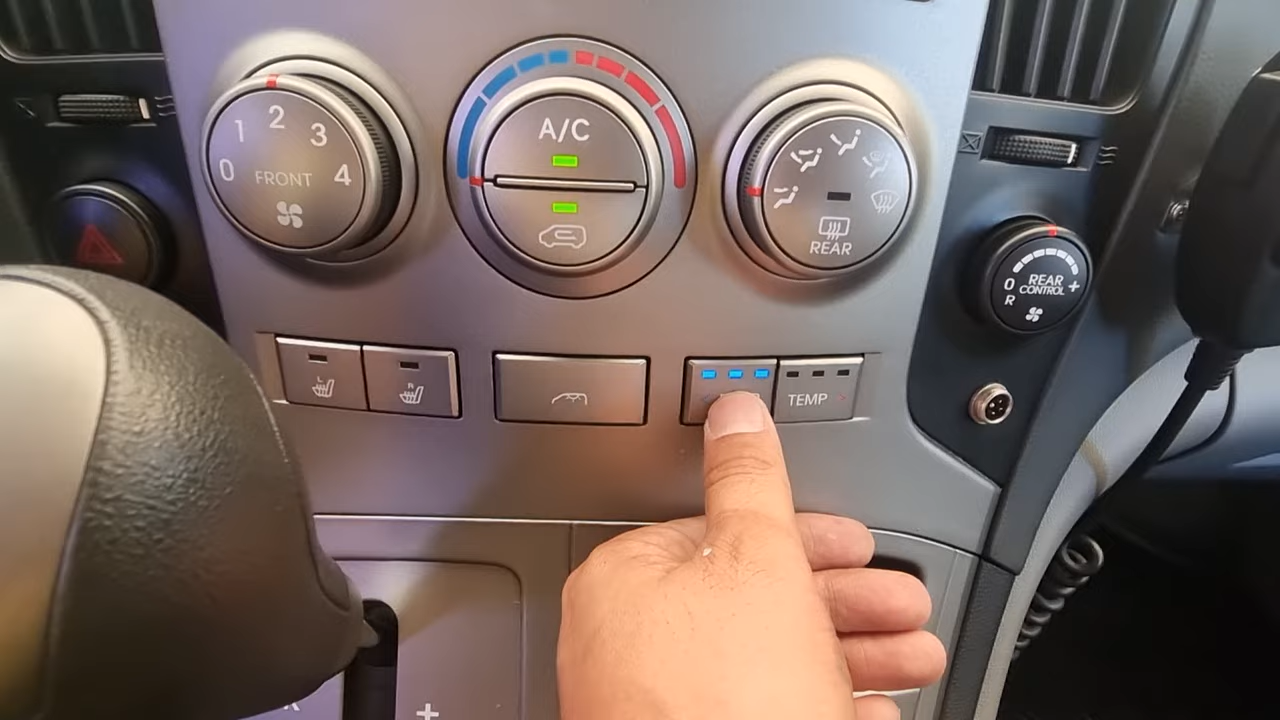 0 1 2 3 4
FRONT
A/C
REAR
REAR
CONTROL
0
R
+
L
R
TEMP
+